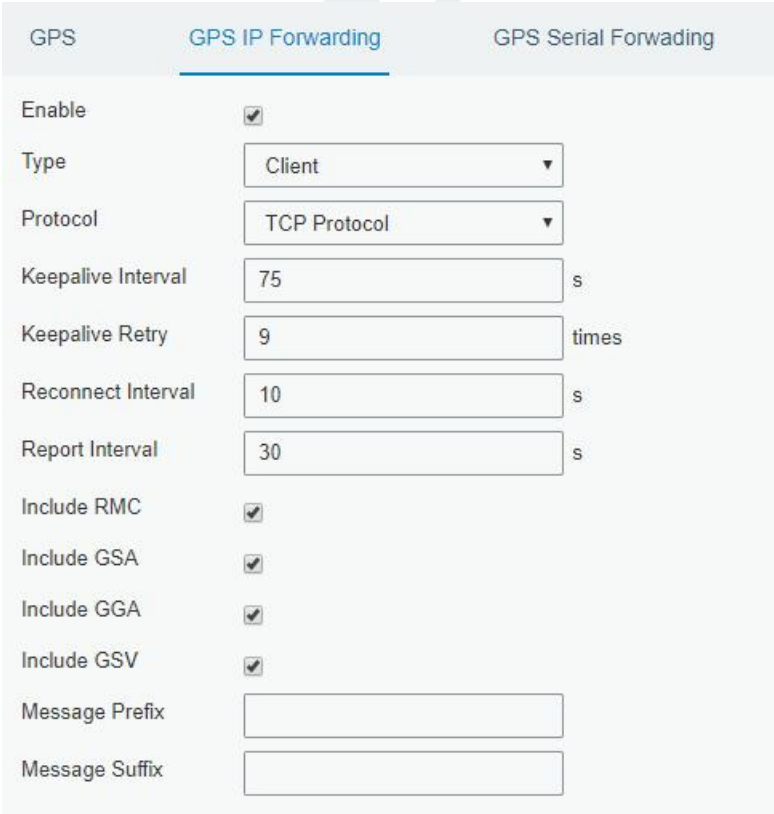 GPS GPS IP Forwarding GPS Serial Forwading
Enable
Type Client
Protocol TCP Protocol
Keepalive Interval 75 s
Keepalive Retry 9 times
Reconnect Interval 10 s
Report Interval 30 s
Include RMC
Include GSA
Include GGA
Include GSV
Message Prefix
Message Suffix